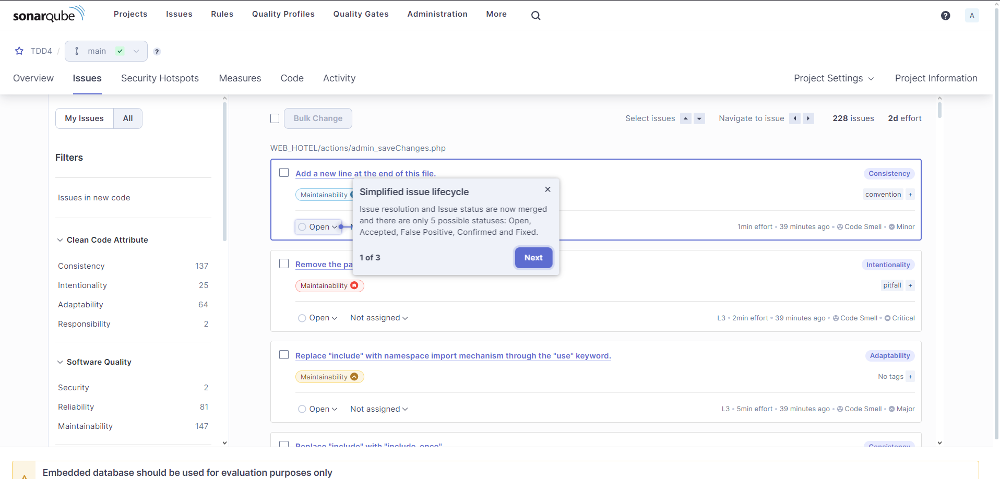 sonarqube
Projects Issues Rules Quality Profiles Quality Gates Administration More
? A
TDD4 / main ?
Overview Issues Security Hotspots Measures Code Activity Project Settings Project Information
My Issues All
Filters
Issues in new code
Clean Code Attribute
Consistency 137
Intentionality 25
Adaptability 64
Responsibility 2
Software Quality
Security 2
Reliability 81
Maintainability 147
Bulk Change Select issues Navigate to issue 228 issues 2d effort
WEB_HOTEL/actions/admin_saveChanges.php
Add a new line at the end of this file. Consistency
Maintainability convention +
Open 1min effort • 39 minutes ago • Code Smell • Minor
Simplified issue lifecycle
Issue resolution and Issue status are now merged
and there are only 5 possible statuses: Open,
Accepted, False Positive, Confirmed and Fixed.
1 of 3 Next
Remove the pa Intentionality
Maintainability pitfall +
Open Not assigned L3 • 2min effort • 39 minutes ago • Code Smell • Critical
Replace "include" with namespace import mechanism through the "use" keyword. Adaptability
Maintainability No tags +
Open Not assigned L3 • 5min effort • 39 minutes ago • Code Smell • Major
Replace "include" with "include_once" Consistency
Embedded database should be used for evaluation purposes only